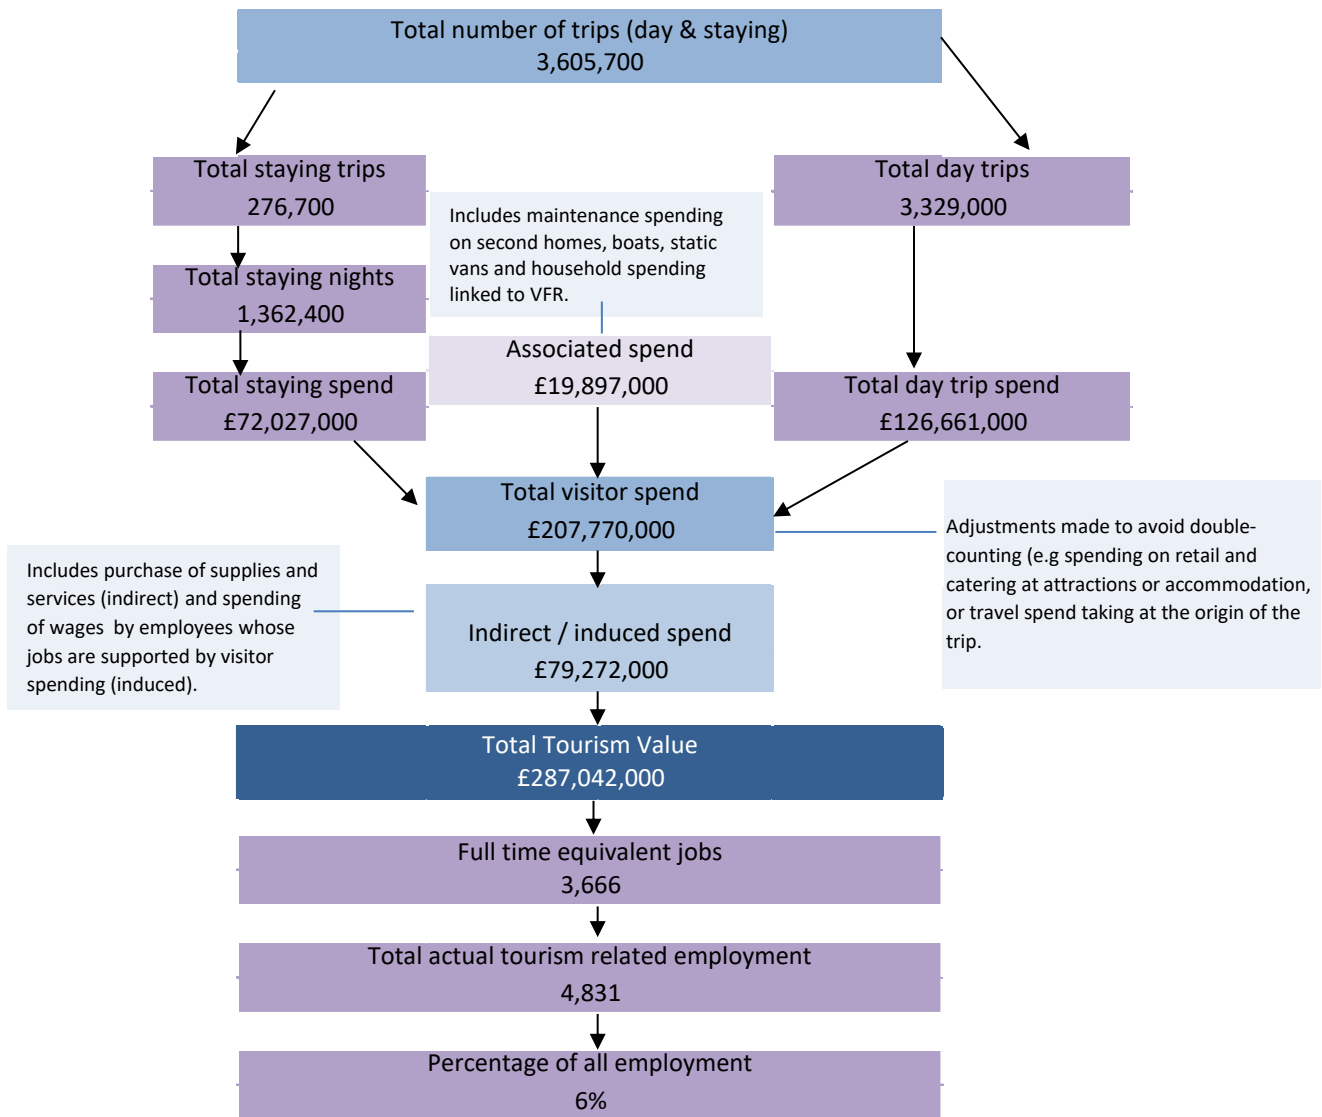 Total number of trips (day & staying)
3,605,700
Total staying trips
276,700
Total day trips
3,329,000
Includes maintenance spending
on second homes, boats, static
vans and household spending
linked to VFR.
Total staying nights
1,362,400
Associated spend
£19,897,000
Total staying spend
£72,027,000
Total day trip spend
£126,661,000
Total visitor spend
£207,770,000
Adjustments made to avoid double-
counting (e.g spending on retail and
catering at attractions or accommodation,
or travel spend taking at the origin of the
trip.
Includes purchase of supplies and
services (indirect) and spending
of wages by employees whose
jobs are supported by visitor
spending (induced).
Indirect / induced spend
£79,272,000
Total Tourism Value
£287,042,000
Full time equivalent jobs
3,666
Total actual tourism related employment
4,831
Percentage of all employment
6%